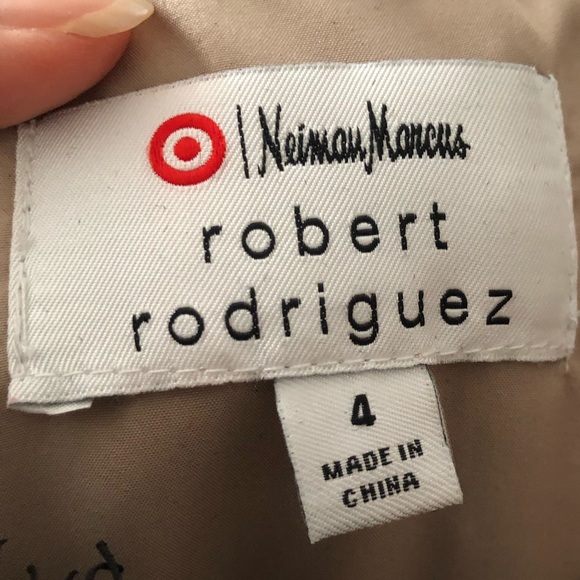 | Neiman Marcus
robert
rodriguez
4
MADE IN
CHINA